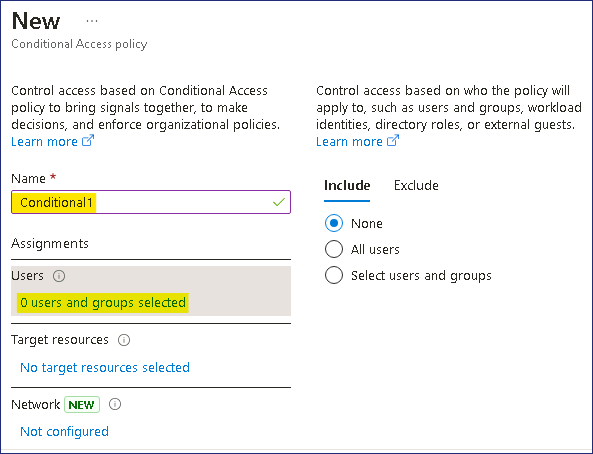 New ...
Conditional Access policy
Control access based on Conditional Access
policy to bring signals together, to make
decisions, and enforce organizational policies.
Learn more
Name *
Conditional1
Assignments
Users
0 users and groups selected
Target resources
No target resources selected
Network NEW
Not configured
Control access based on who the policy will
apply to, such as users and groups, workload
identities, directory roles, or external guests.
Learn more
Include Exclude
None
All users
Select users and groups